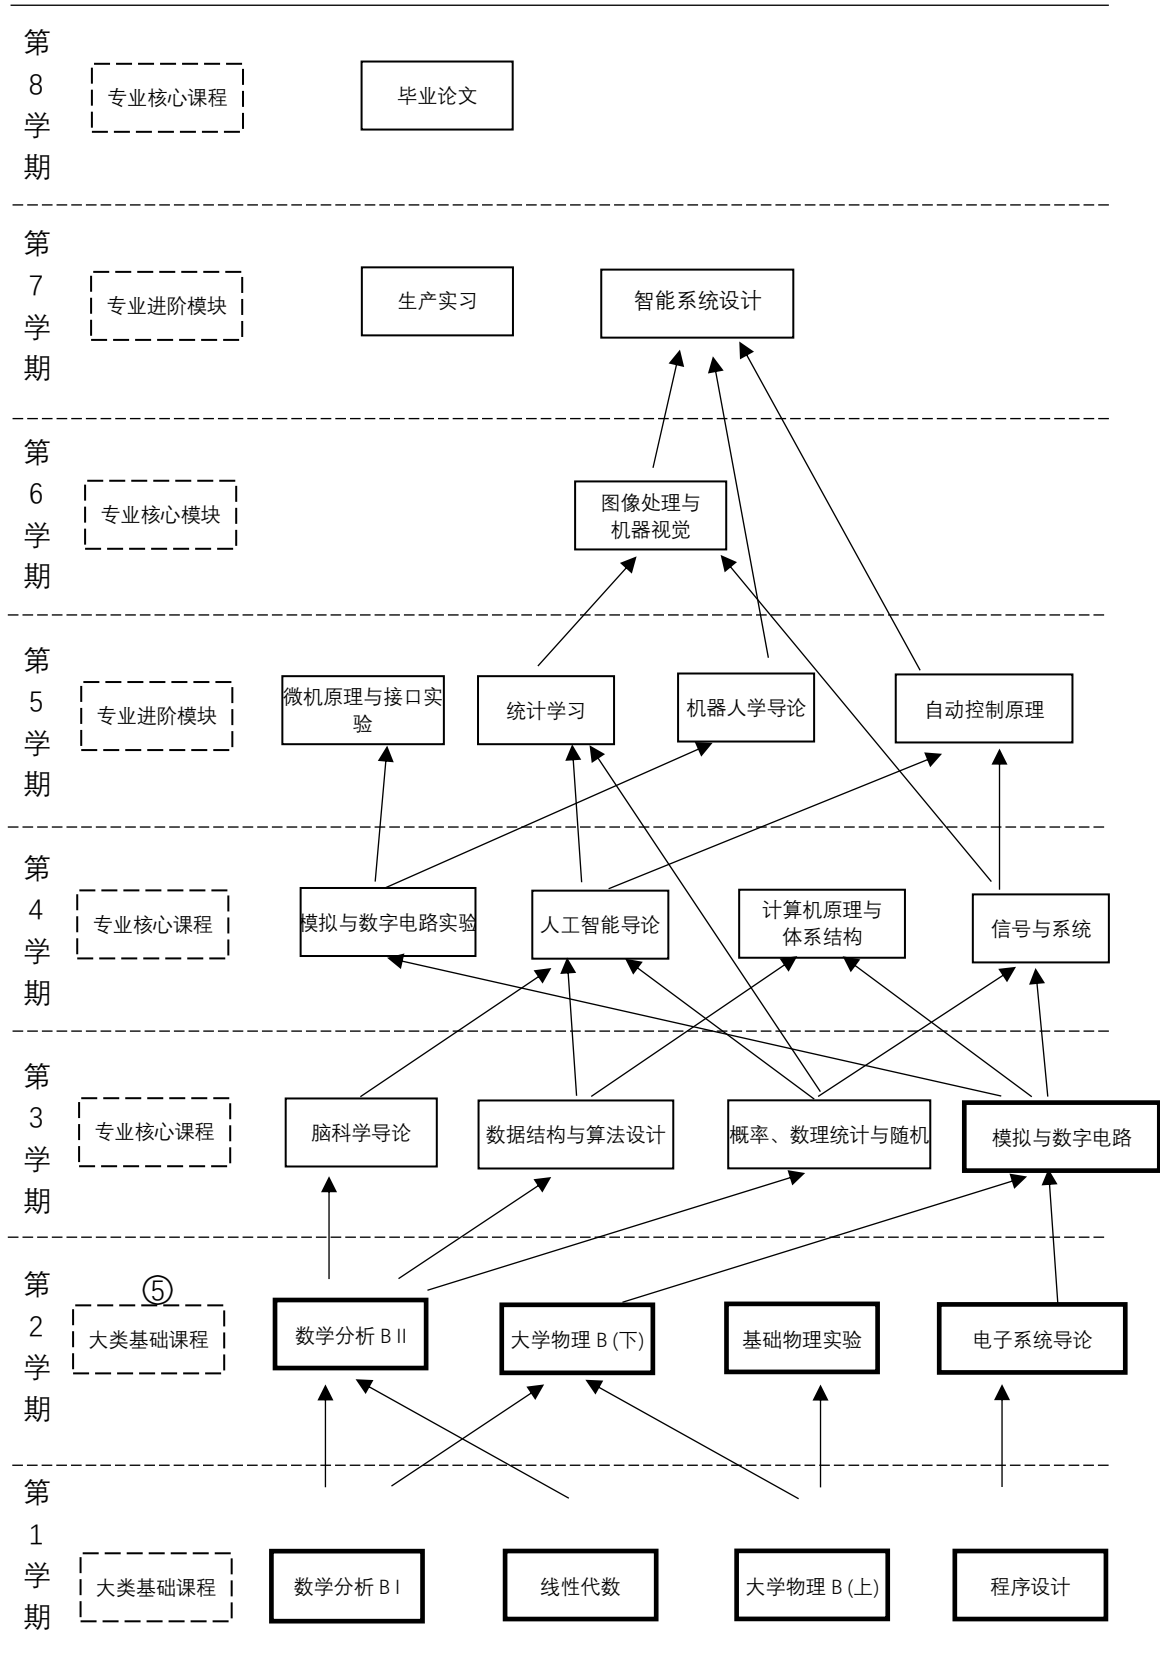 第8学期
专业核心课程
毕业论文
第7学期
专业进阶模块
生产实习
智能系统设计
第6学期
专业核心模块
图像处理与
机器视觉
第5学期
专业进阶模块
微机原理与接口实
验
统计学习
机器人学导论
自动控制原理
第4学期
专业核心课程
模拟与数字电路实验
人工智能导论
计算机原理与
体系结构
信号与系统
第3学期
专业核心课程
脑科学导论
数据结构与算法设计
概率、数理统计与随机
模拟与数字电路
第2学期
⑤
大类基础课程
数学分析 B II
大学物理 B (下)
基础物理实验
电子系统导论
第1学期
大类基础课程
数学分析 B I
线性代数
大学物理 B (上)
程序设计